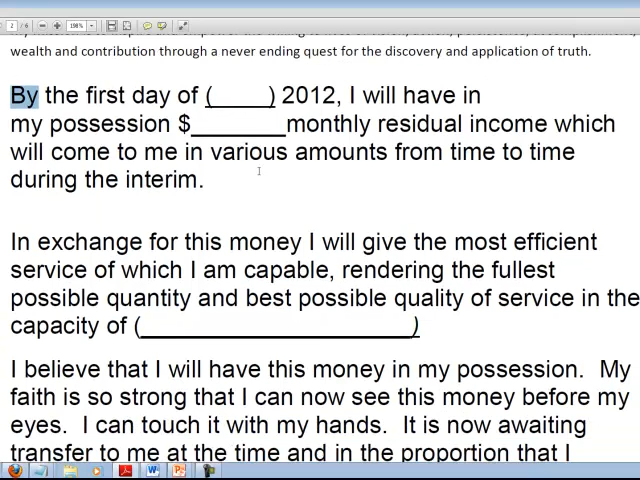 2 / 6 198%
wealth and contribution through a never ending quest for the discovery and application of truth.
By the first day of (____) 2012, I will have in
my possession $_______monthly residual income which
will come to me in various amounts from time to time
during the interim.
In exchange for this money I will give the most efficient
service of which I am capable, rendering the fullest
possible quantity and best possible quality of service in the
capacity of (____________________)
I believe that I will have this money in my possession.  My
faith is so strong that I can now see this money before my
eyes.  I can touch it with my hands.  It is now awaiting
transfer to me at the time and in the proportion that I